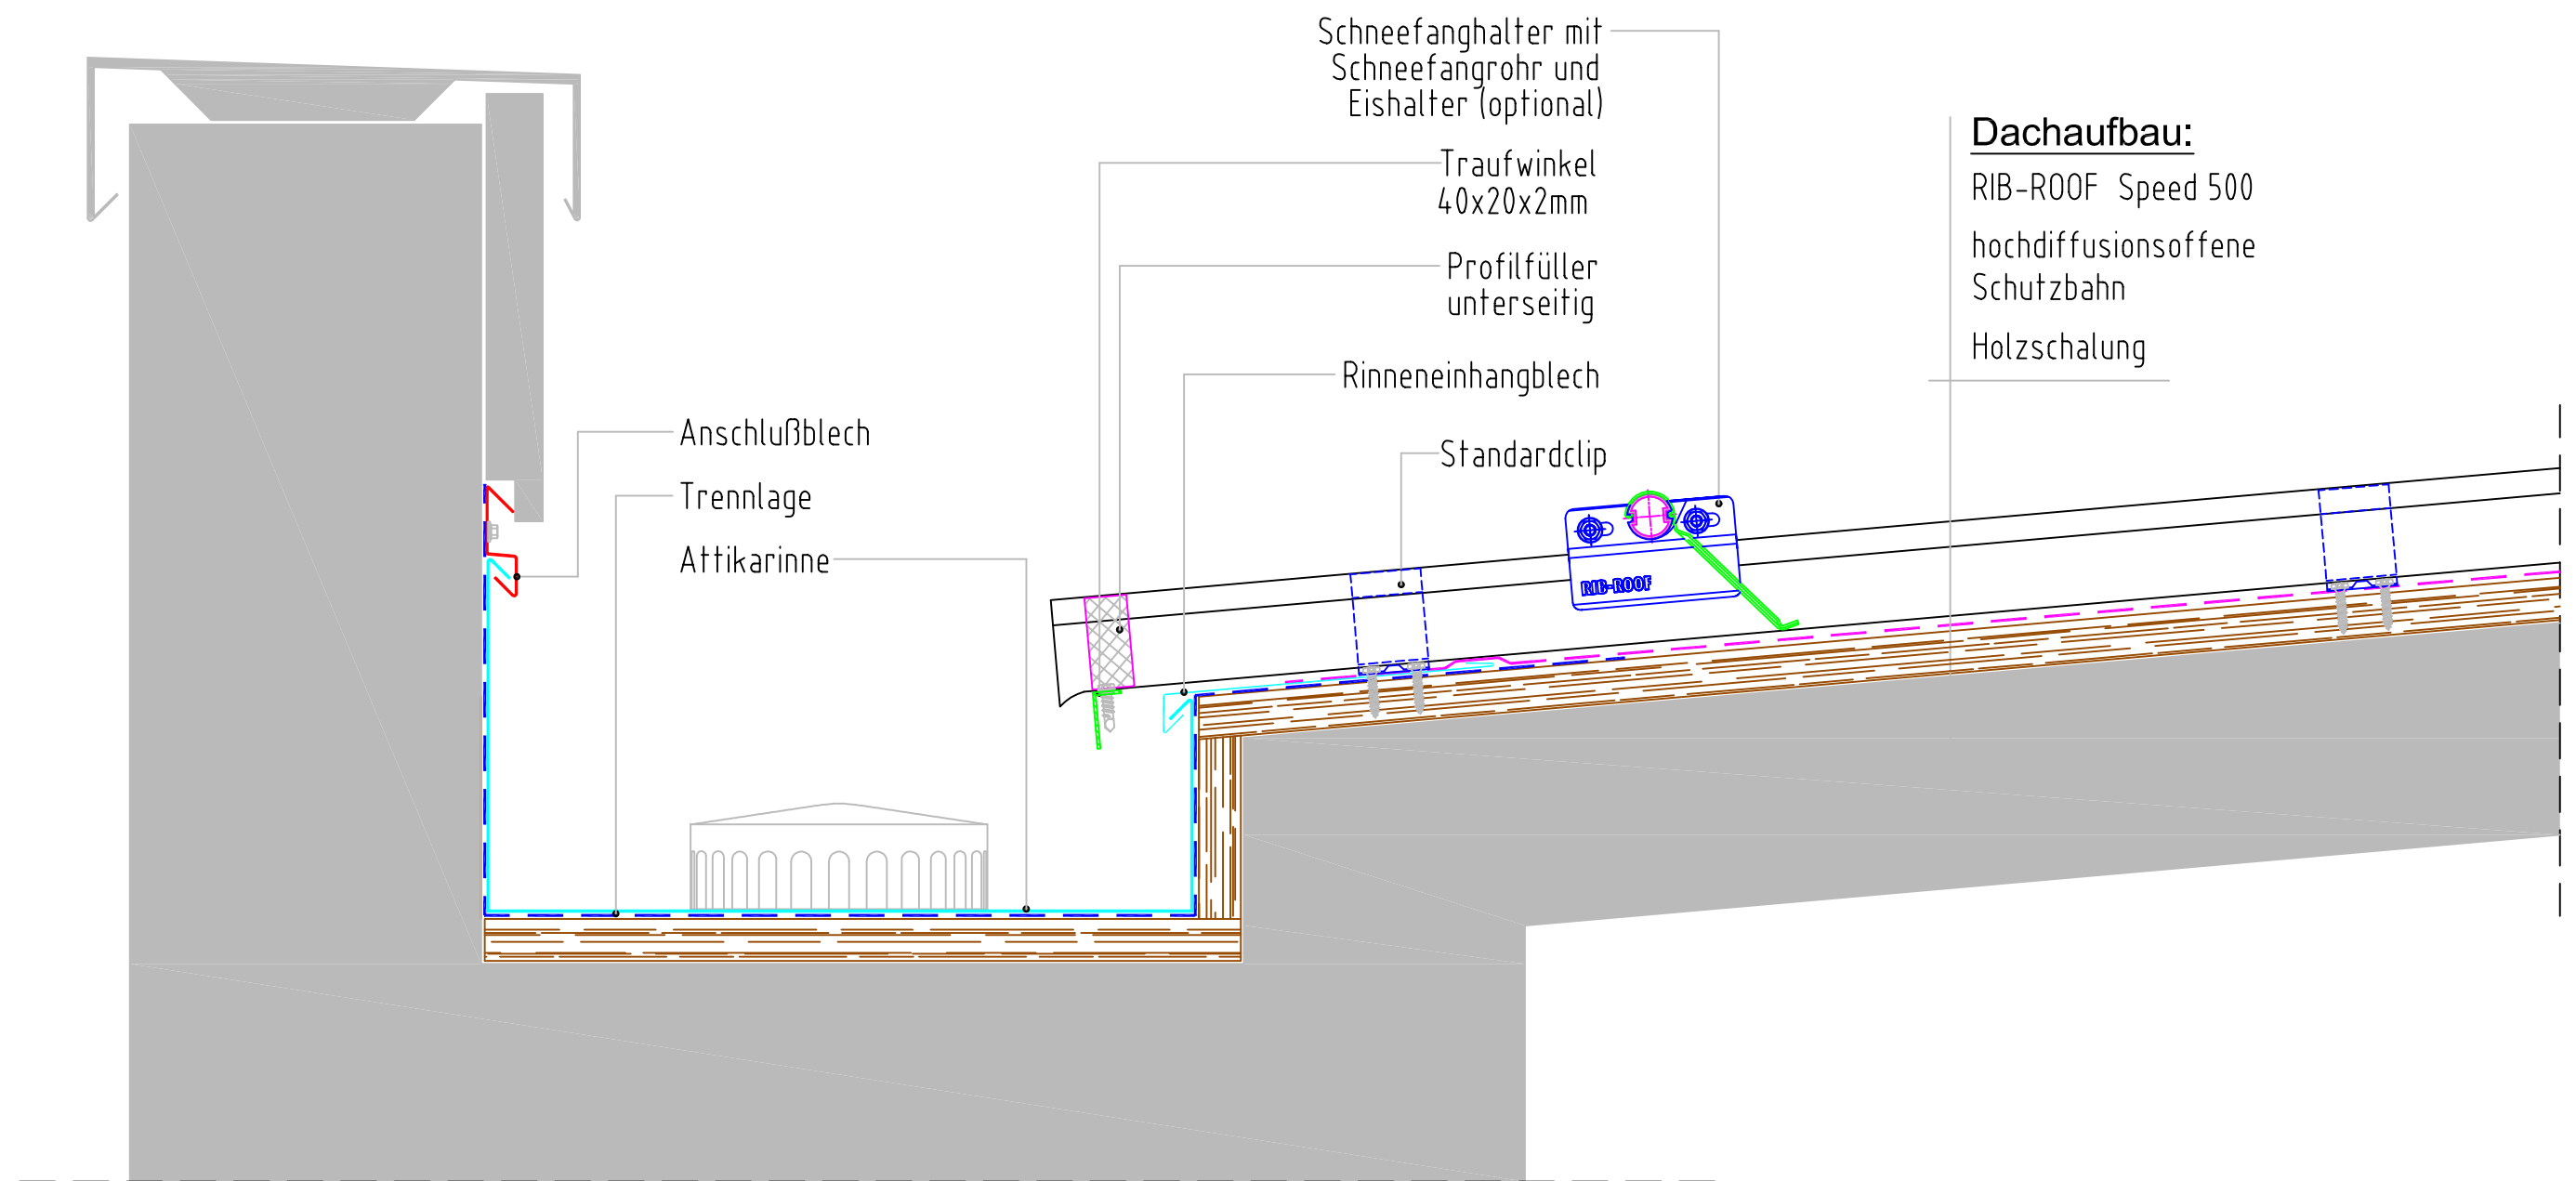 Schneefanghalter mit
Schneefangrohr und
Eishalter (optional)
Traufwinkel
40x20x2mm
Profilfüller
unterseitig
Rinneneinhangblech
Standardclip
Anschlußblech
Trennlage
Attikarinne
Dachaufbau:
RIB-ROOF Speed 500
hochdiffusionsoffene
Schutzbahn
Holzschalung
RIB-ROOF